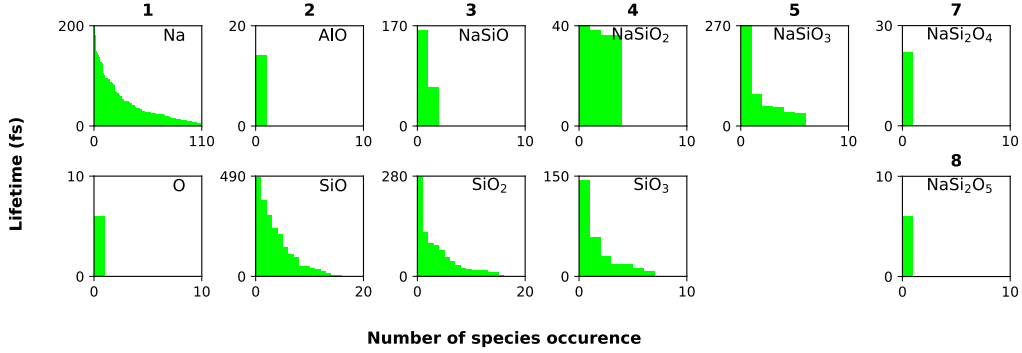 1 2 3 4 5 7
200 Na 20 AlO 170 NaSiO 40 NaSiO₂ 270 NaSiO₃ 30 NaSi₂O₄
0 0 0 0 0 0
0 110 0 10 0 10 0 10 0 10 0 10
8
10 O 490 SiO 280 SiO₂ 150 SiO₃ 10 NaSi₂O₅
0 0 0 0 0
0 10 0 20 0 20 0 10 0 10
Lifetime (fs)
Number of species occurence